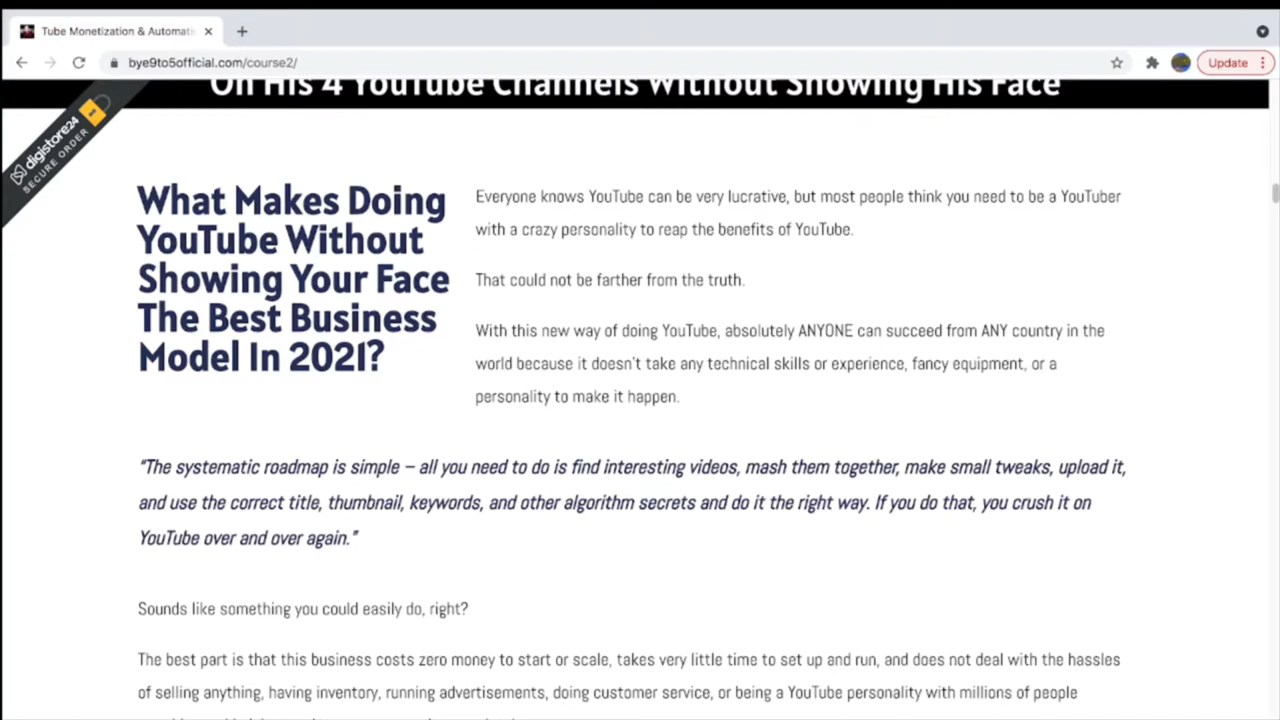 Tube Monetization & Automati
bye9to5official.com/course2/
Update
On His 4 YouTube Channels Without Showing His Face
digistore24
SECURE ORDER
What Makes Doing
YouTube Without
Showing Your Face
The Best Business
Model In 2021?
Everyone knows YouTube can be very lucrative, but most people think you need to be a YouTuber
with a crazy personality to reap the benefits of YouTube.
That could not be farther from the truth.
With this new way of doing YouTube, absolutely ANYONE can succeed from ANY country in the
world because it doesn't take any technical skills or experience, fancy equipment, or a
personality to make it happen.
"The systematic roadmap is simple – all you need to do is find interesting videos, mash them together, make small tweaks, upload it,
and use the correct title, thumbnail, keywords, and other algorithm secrets and do it the right way. If you do that, you crush it on
YouTube over and over again."
Sounds like something you could easily do, right?
The best part is that this business costs zero money to start or scale, takes very little time to set up and run, and does not deal with the hassles
of selling anything, having inventory, running advertisements, doing customer service, or being a YouTube personality with millions of people